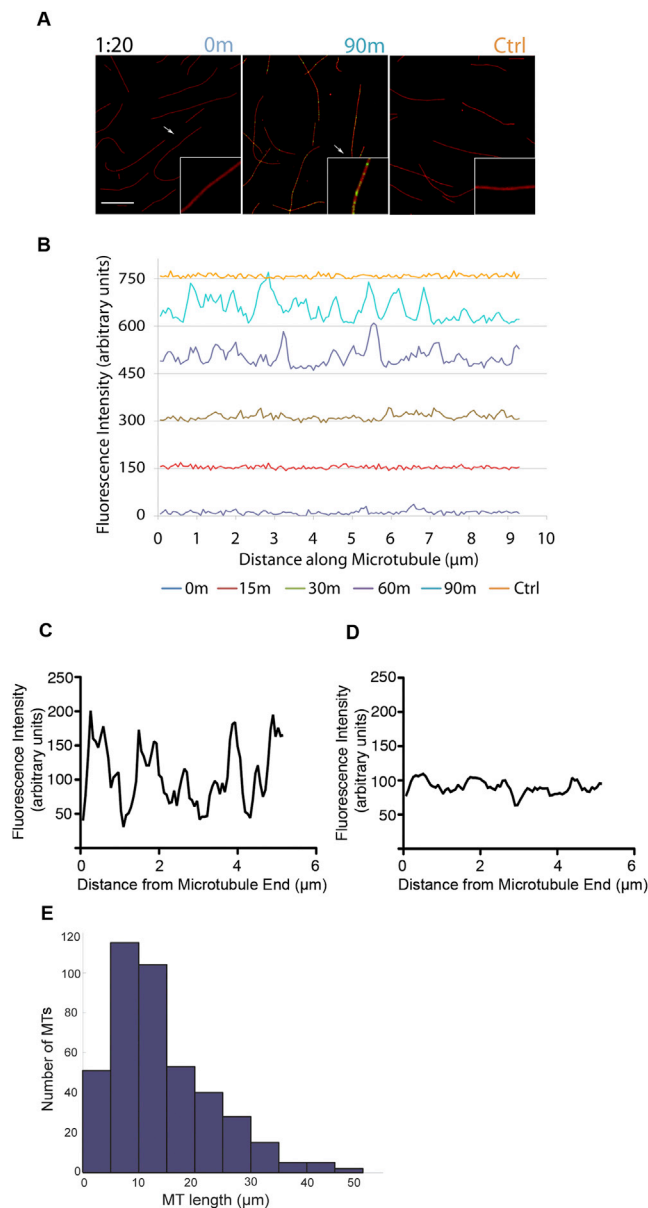 A
1:20 0m 90m Ctrl
B
Fluorescence Intensity (arbitrary units)
750
600
450
300
150
0
0 1 2 3 4 5 6 7 8 9 10
Distance along Microtubule (µm)
0m 15m 30m 60m 90m Ctrl
C
Fluorescence Intensity
(arbitrary units)
250
200
150
100
50
0 2 4 6
Distance from Microtubule End (µm)
D
Fluorescence Intensity
(arbitrary units)
250
200
150
100
50
0 2 4 6
Distance from Microtubule End (µm)
E
Number of MTs
120
100
80
60
40
20
0
0 10 20 30 40 50
MT length (µm)